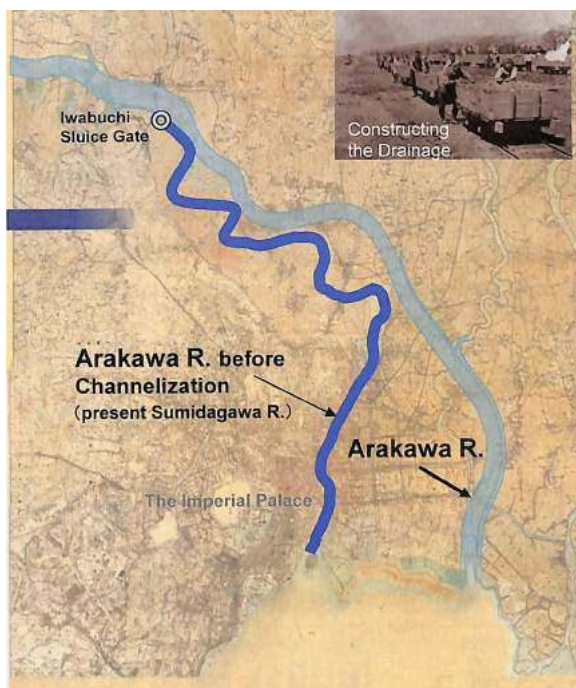 Constructing
the Drainage
Iwabuchi
Sluice Gate
Arakawa R. before
Channelization
(present Sumidagawa R.)
Arakawa R.
The Imperial Palace